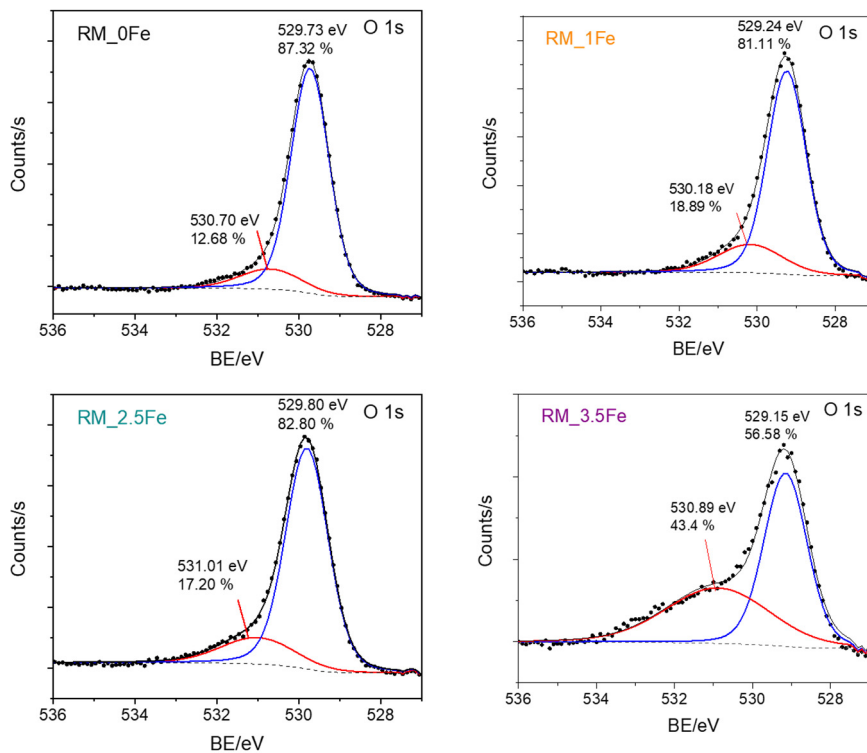 RM_0Fe
529.73 eV
87.32 %
O 1s
530.70 eV
12.68 %
Counts/s
536 534 532 530 528
BE/eV
RM_1Fe
529.24 eV
81.11 %
O 1s
530.18 eV
18.89 %
Counts/s
536 534 532 530 528
BE/eV
RM_2.5Fe
529.80 eV
82.80 %
O 1s
531.01 eV
17.20 %
Counts/s
536 534 532 530 528
BE/eV
RM_3.5Fe
529.15 eV
56.58 %
O 1s
530.89 eV
43.4 %
Counts/s
536 534 532 530 528
BE/eV